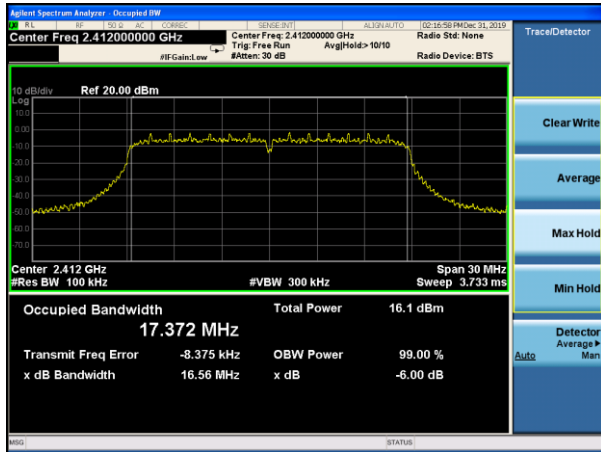 Agilent Spectrum Analyzer - Occupied BW
RL RF 50 Ω AC CORREC SENSE:INT ALIGN AUTO 02:16:58 PM Dec 31, 2019
Center Freq 2.412000000 GHz Center Freq: 2.412000000 GHz Radio Std: None
Trig: Free Run Avg|Hold:> 10/10
#IFGain:Low #Atten: 30 dB Radio Device: BTS
10 dB/div Ref 20.00 dBm
Log
10.0
0.00
-10.0
-20.0
-30.0
-40.0
-50.0
-60.0
-70.0
Center 2.412 GHz Span 30 MHz
#Res BW 100 kHz #VBW 300 kHz Sweep 3.733 ms
Occupied Bandwidth Total Power 16.1 dBm
17.372 MHz
Transmit Freq Error -8.375 kHz OBW Power 99.00 %
x dB Bandwidth 16.56 MHz x dB -6.00 dB
Trace/Detector
Clear Write
Average
Max Hold
Min Hold
Detector
Average
Auto Man
MSG STATUS